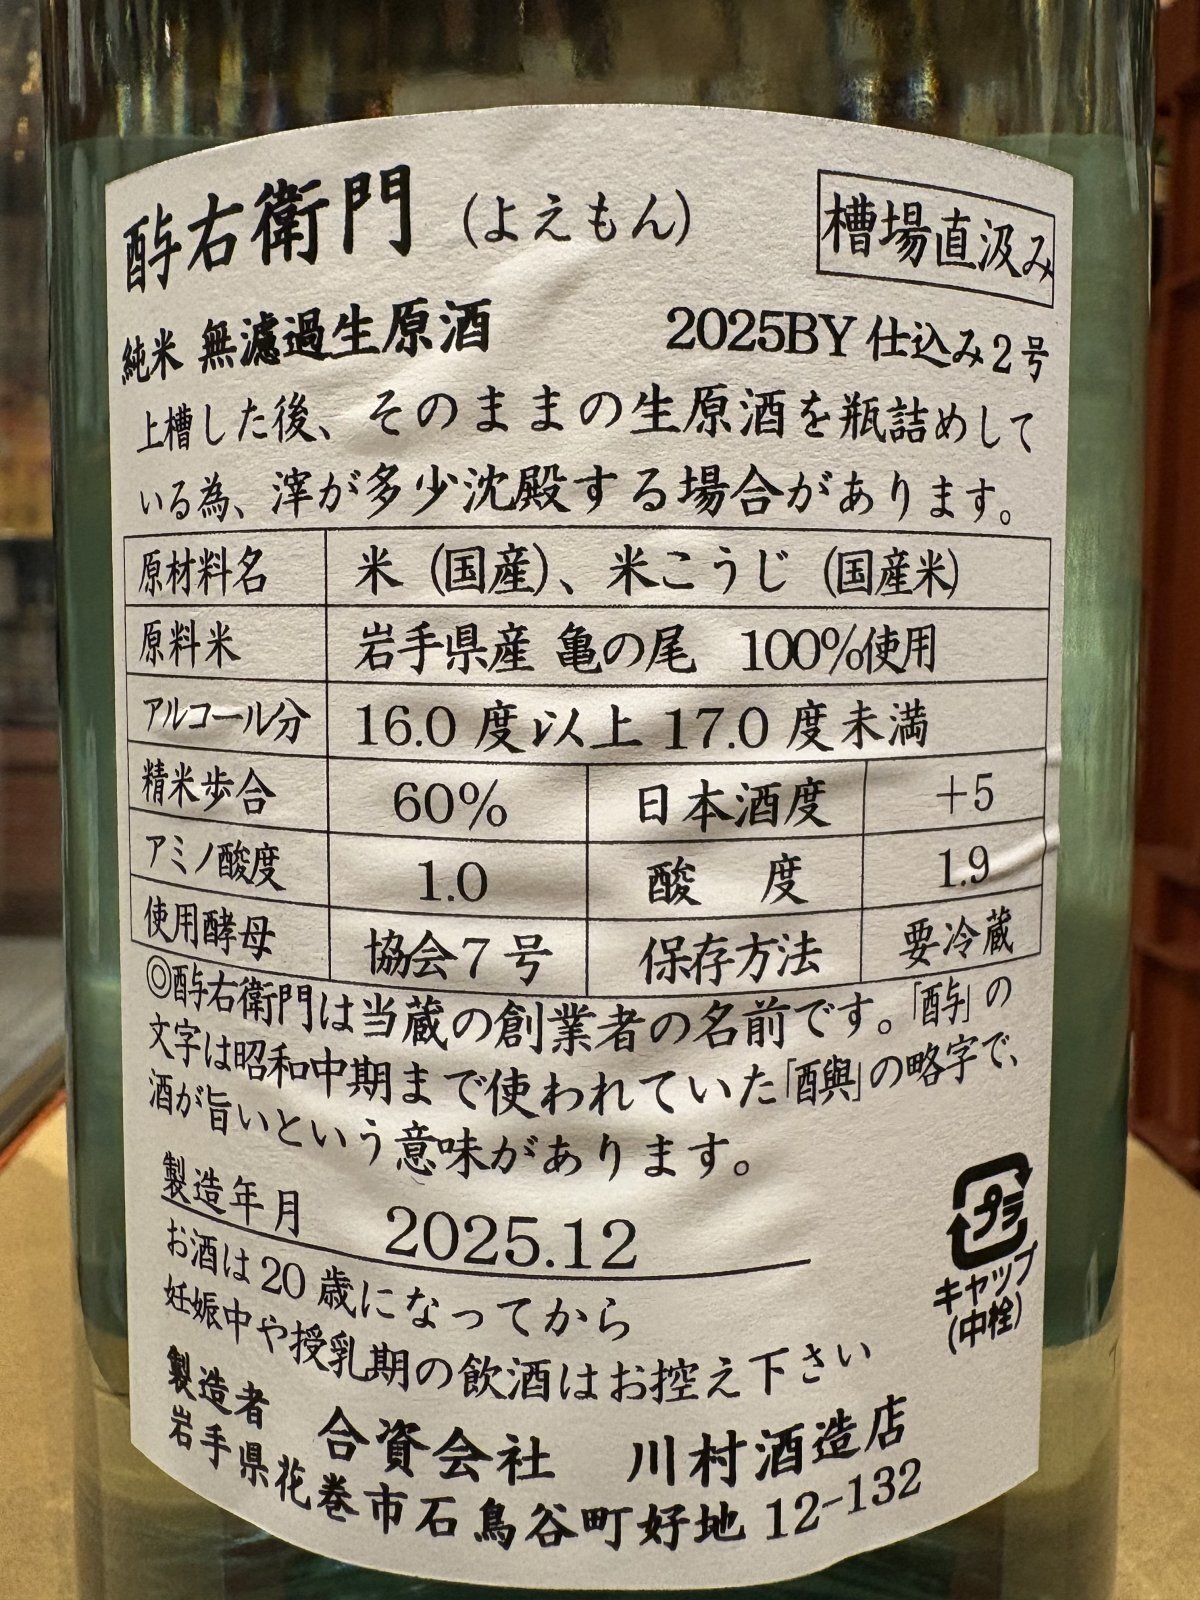 酉与右衛門 (よえもん)
槽場直汲み
純米 無濾過生原酒 2025BY 仕込み2号
上槽した後、そのままの生原酒を瓶詰めして
いる為、滓が多少沈殿する場合があります。
原材料名 米（国産）、米こうじ（国産米）
原料米 岩手県産 亀の尾 100%使用
アルコール分 16.0 度以上 17.0 度未満
精米歩合 60% 日本酒度 +5
アミノ酸度 1.0 酸 度 1.9
使用酵母 協会7号 保存方法 要冷蔵
◎酉与右衛門は当蔵の創業者の名前です。「酉与」の
文字は昭和中期まで使われていた「酉與」の略字で、
酒が旨いという意味があります。
製造年月 2025.12
お酒は20歳になってから
妊娠中や授乳期の飲酒はお控え下さい
プラ
キャップ
(中栓)
製造者 合資会社 川村酒造店
岩手県花巻市石鳥谷町好地 12-132